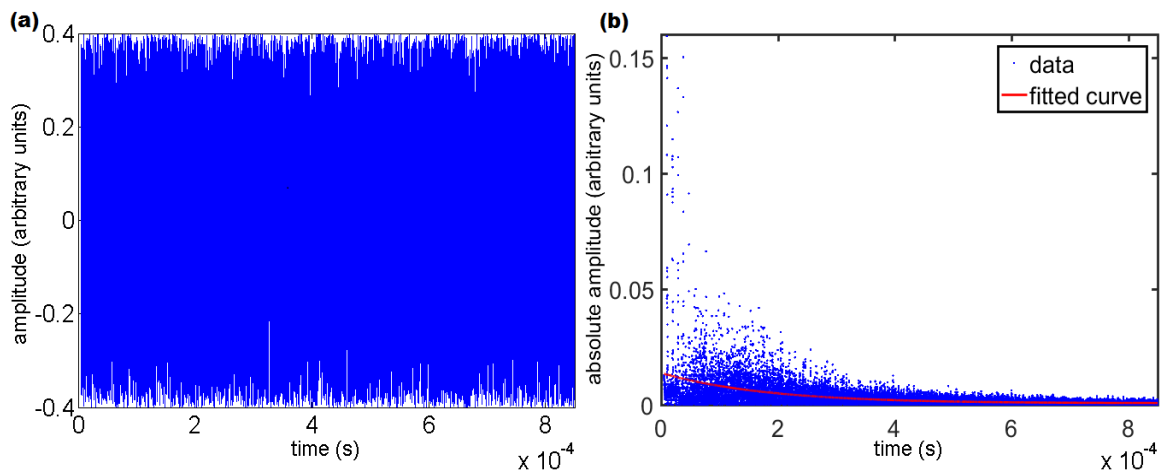 (a)
amplitude (arbitrary units)
0.4
0.2
0
-0.2
-0.4
0
2
4
6
8
time (s)
x 10-4
(b)
absolute amplitude (arbitrary units)
0.15
0.1
0.05
0
data
fitted curve
0
2
4
6
8
time (s)
× 10-4